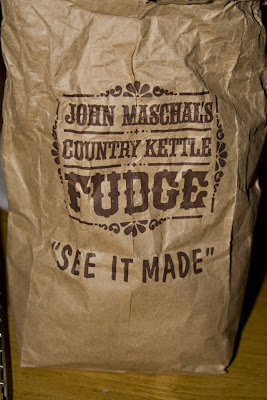 JOHN MASCHAL'S
COUNTRY KETTLE
FUDGE
"SEE IT MADE"